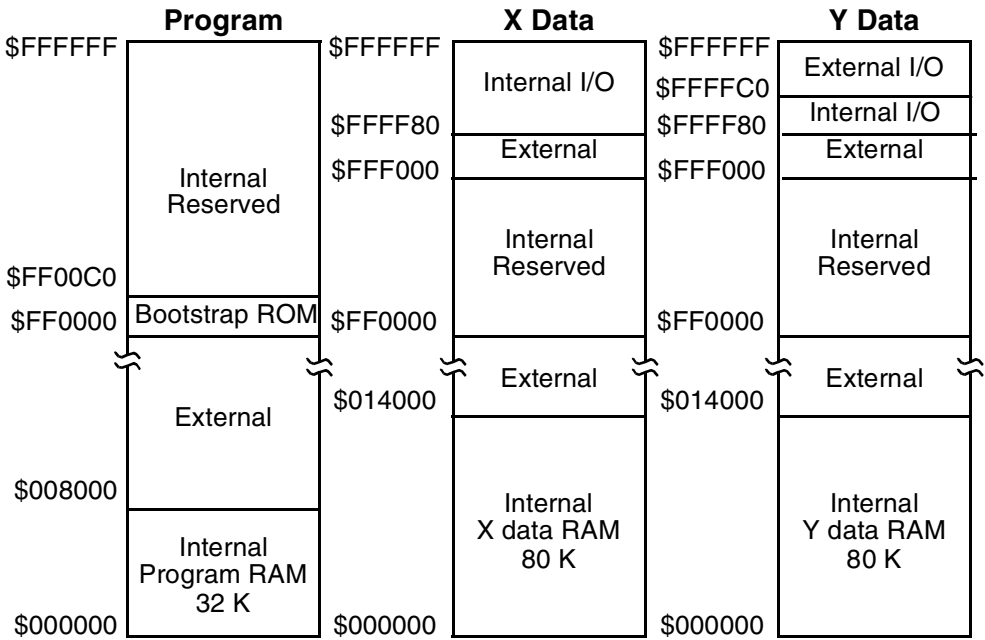 Program
$FFFFFF
Internal
Reserved
$FF00C0
Bootstrap ROM
$FF0000
External
$008000
Internal
Program RAM
32 K
$000000
X Data
$FFFFFF
Internal I/O
$FFFF80
External
$FFF000
Internal
Reserved
$FF0000
External
$014000
Internal
X data RAM
80 K
$000000
Y Data
$FFFFFF
External I/O
$FFFFC0
Internal I/O
$FFFF80
External
$FFF000
Internal
Reserved
$FF0000
External
$014000
Internal
Y data RAM
80 K
$000000